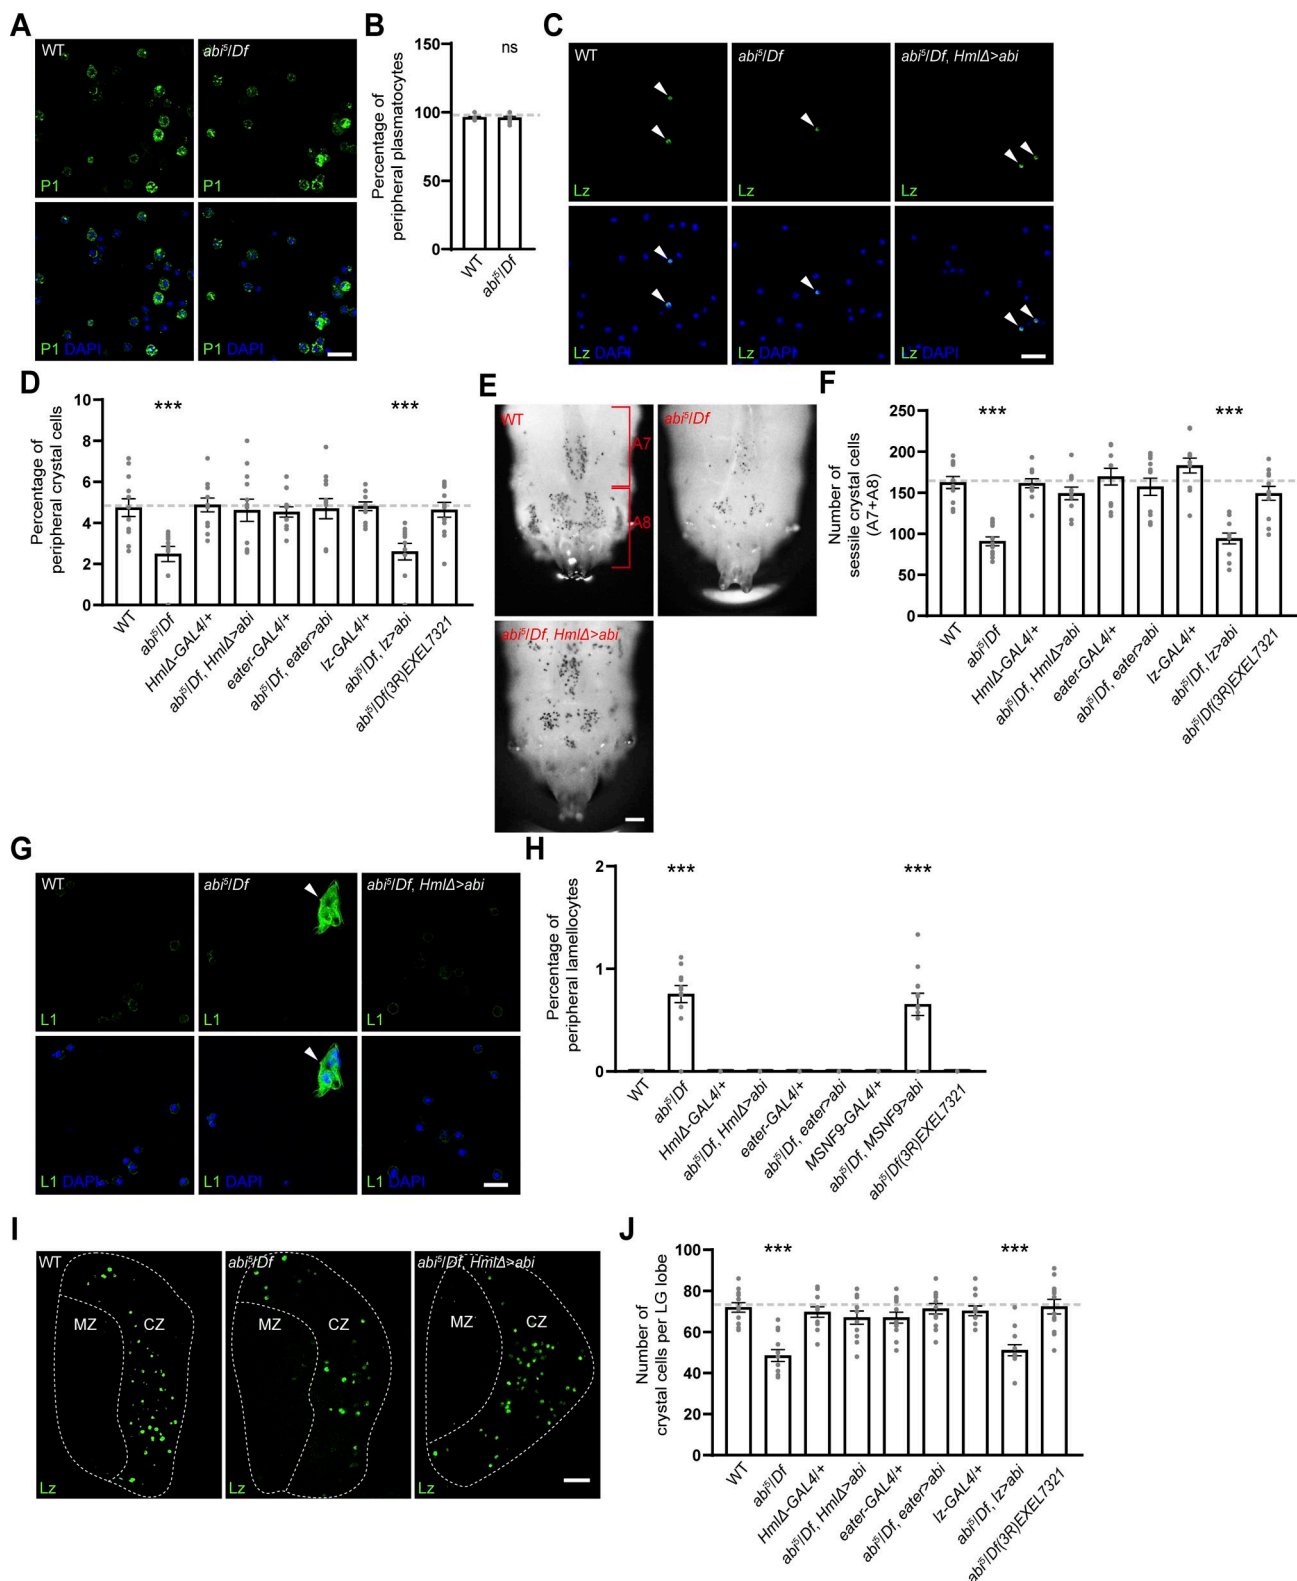 A
WT
abi⁵/Df
P1
P1
P1 DAPI
P1 DAPI
B
ns
Percentage of
peripheral plasmatocytes
150
100
50
0
WT
abi⁵/Df
C
WT
abi⁵/Df
abi⁵/Df, HmlΔ>abi
Lz
Lz
Lz
Lz DAPI
Lz DAPI
Lz DAPI
D
Percentage of
peripheral crystal cells
10
8
6
4
2
0
***
***
WT
abi⁵/Df
HmlΔ-GAL4/+
abi⁵/Df, HmlΔ>abi
eater-GAL4/+
abi⁵/Df, eater>abi
lz-GAL4/+
abi⁵/Df, lz>abi
abi⁵/Df(3R)EXEL7321
E
WT
A7
A8
abi⁵/Df
abi⁵/Df, HmlΔ>abi
F
Number of
sessile crystal cells
(A7+A8)
250
200
150
100
50
0
***
***
WT
abi⁵/Df
HmlΔ-GAL4/+
abi⁵/Df, HmlΔ>abi
eater-GAL4/+
abi⁵/Df, eater>abi
lz-GAL4/+
abi⁵/Df, lz>abi
abi⁵/Df(3R)EXEL7321
G
WT
abi⁵/Df
abi⁵/Df, HmlΔ>abi
L1
L1
L1
L1 DAPI
L1 DAPI
L1 DAPI
H
Percentage of
peripheral lamellocytes
2
1
0
***
***
WT
abi⁵/Df
HmlΔ-GAL4/+
abi⁵/Df, HmlΔ>abi
eater-GAL4/+
abi⁵/Df, eater>abi
MSNF9-GAL4/+
abi⁵/Df, MSNF9>abi
abi⁵/Df(3R)EXEL7321
I
WT
MZ
CZ
Lz
abi⁵/Df
MZ
CZ
Lz
abi⁵/Df, HmlΔ>abi
MZ
CZ
Lz
J
Number of
crystal cells per LG lobe
100
80
60
40
20
0
***
***
WT
abi⁵/Df
HmlΔ-GAL4/+
abi⁵/Df, HmlΔ>abi
eater-GAL4/+
abi⁵/Df, eater>abi
lz-GAL4/+
abi⁵/Df, lz>abi
abi⁵/Df(3R)EXEL7321